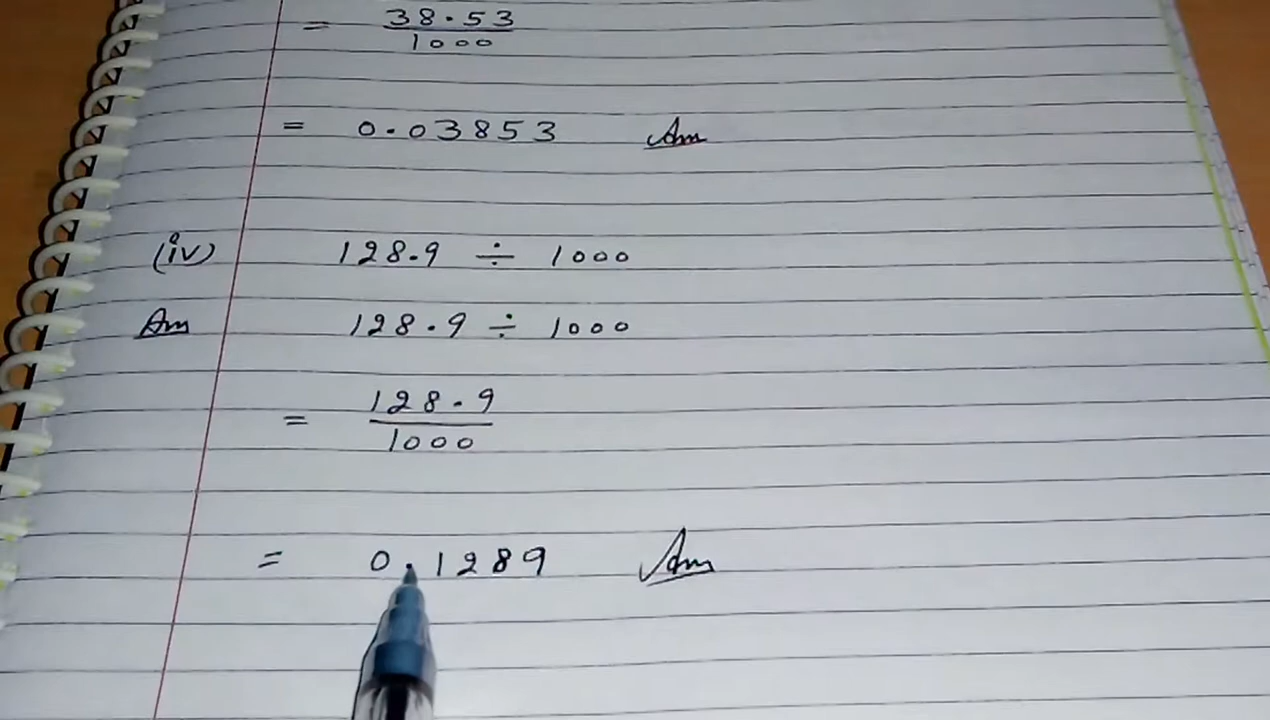 = 38.53
1000
= 0.03853 Ans
(iv) 128.9 ÷ 1000
Ans 128.9 ÷ 1000
= 128.9
1000
= 0.1289 Ans